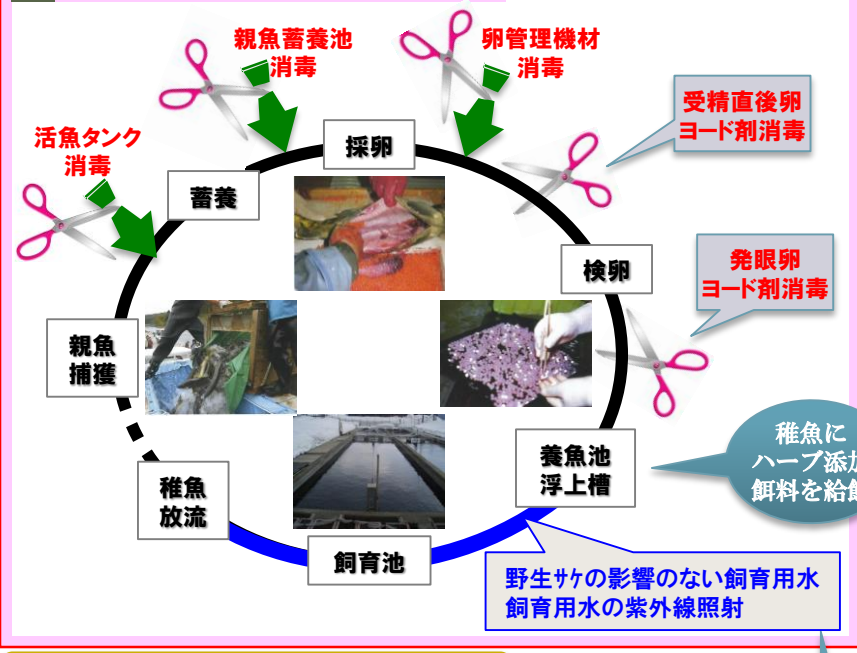 親魚蓄養池
消毒
卵管理機材
消毒
受精直後卵
ヨード剤消毒
活魚タンク
消毒
採卵
蓄養
検卵
発眼卵
ヨード剤消毒
親魚
捕獲
稚魚に
ハーブ添加
餌料を給餌
養魚池
浮上槽
稚魚
放流
飼育池
野生サケの影響のない飼育用水
飼育用水の紫外線照射